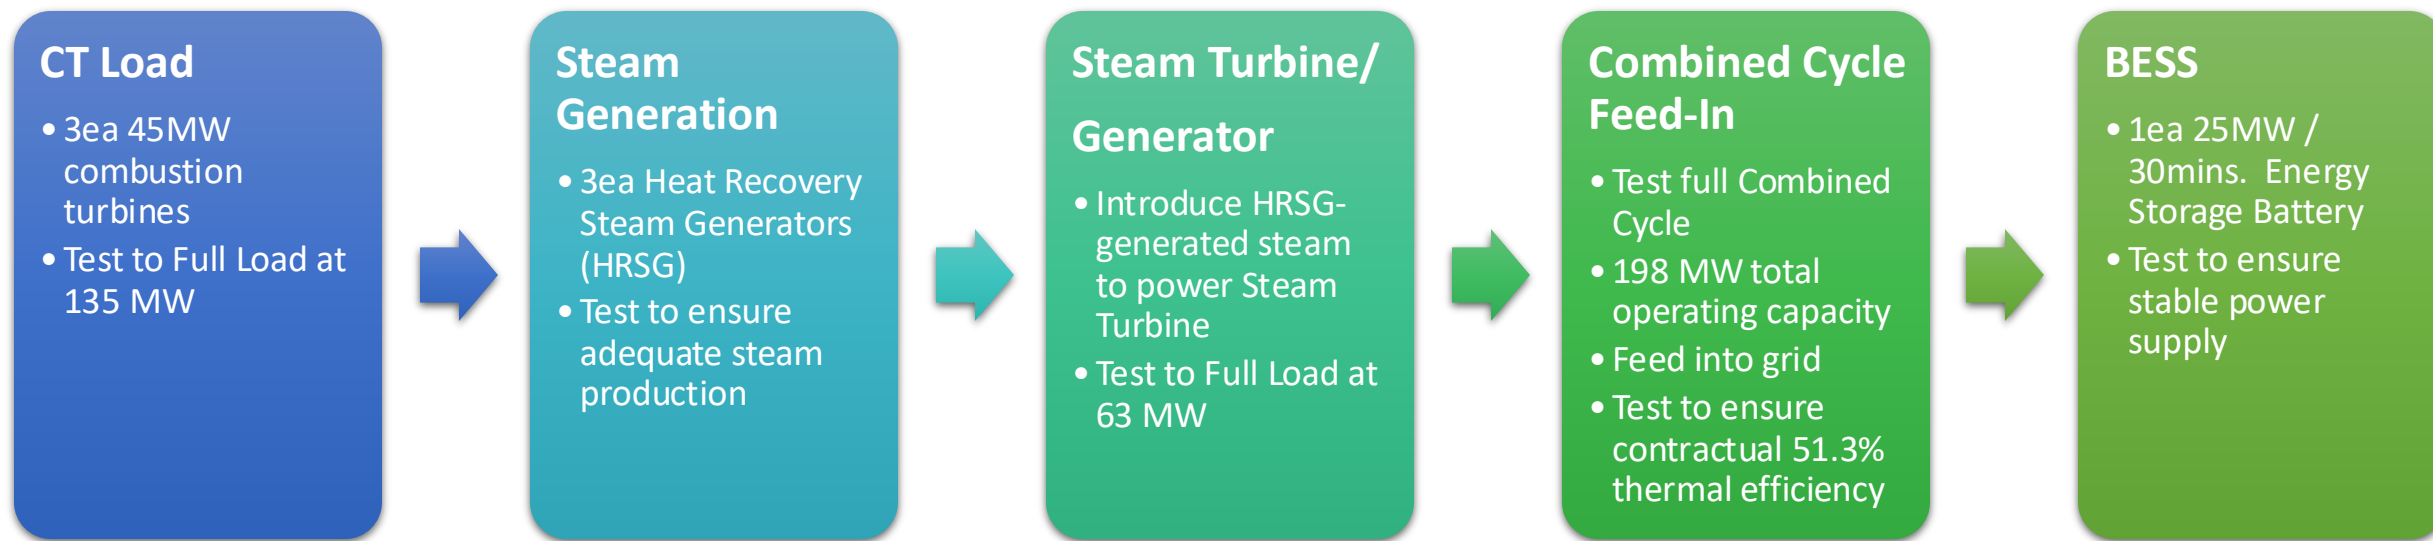 CT Load
• 3ea 45MW
combustion
turbines
• Test to Full Load at
135 MW
Steam
Generation
• 3ea Heat Recovery
Steam Generators
(HRSG)
• Test to ensure
adequate steam
production
Steam Turbine/
Generator
• Introduce HRSG-
generated steam
to power Steam
Turbine
• Test to Full Load at
63 MW
Combined Cycle
Feed-In
• Test full Combined
Cycle
• 198 MW total
operating capacity
• Feed into grid
• Test to ensure
contractual 51.3%
thermal efficiency
BESS
• 1ea 25MW /
30mins.  Energy
Storage Battery
• Test to ensure
stable power
supply